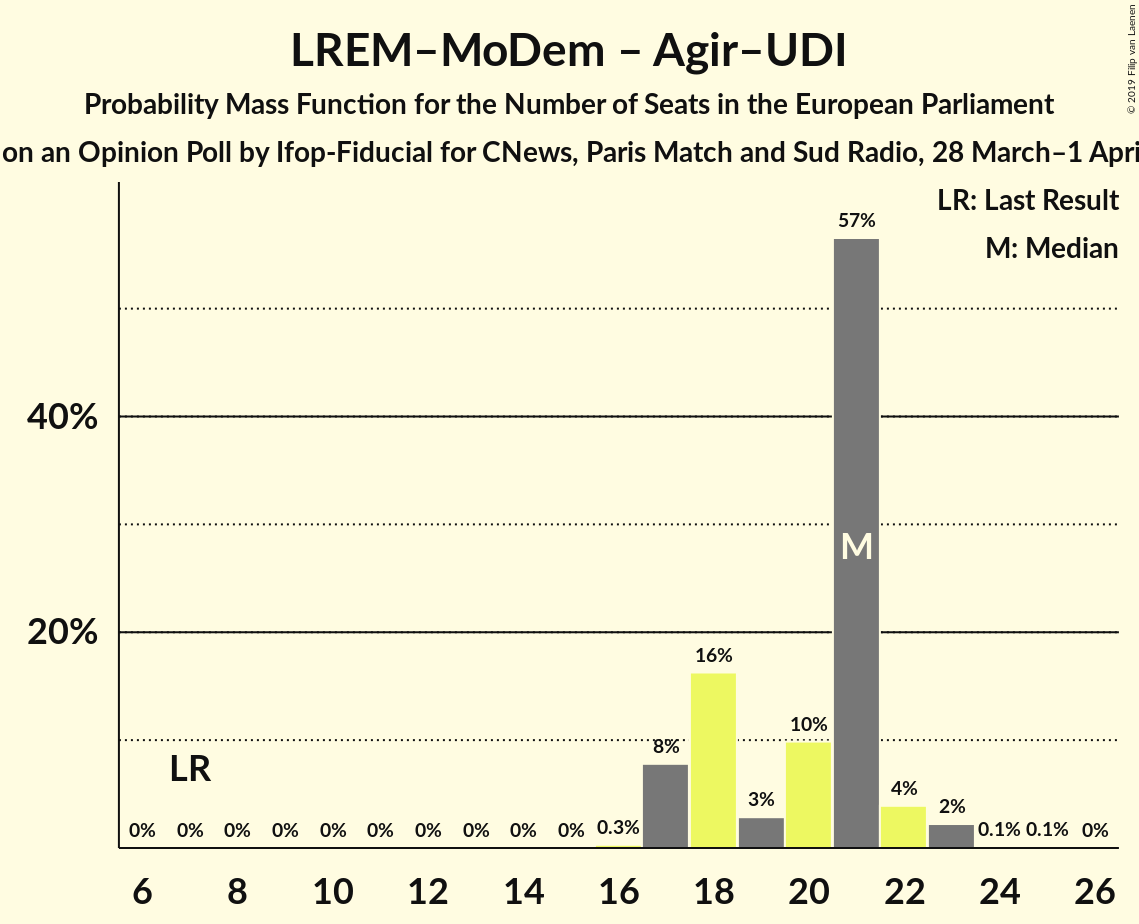 LREM–MoDem – Agir–UDI
Probability Mass Function for the Number of Seats in the European Parliament
on an Opinion Poll by Ifop-Fiducial for CNews, Paris Match and Sud Radio, 28 March–1 Apri
© 2019 Filip van Laenen
LR: Last Result
M: Median
57%
40%
M
20%
16%
10%
8%
LR
4%
3%
2%
0% 0% 0% 0% 0% 0% 0% 0% 0% 0% 0.3% 0.1% 0.1% 0%
6 8 10 12 14 16 18 20 22 24 26